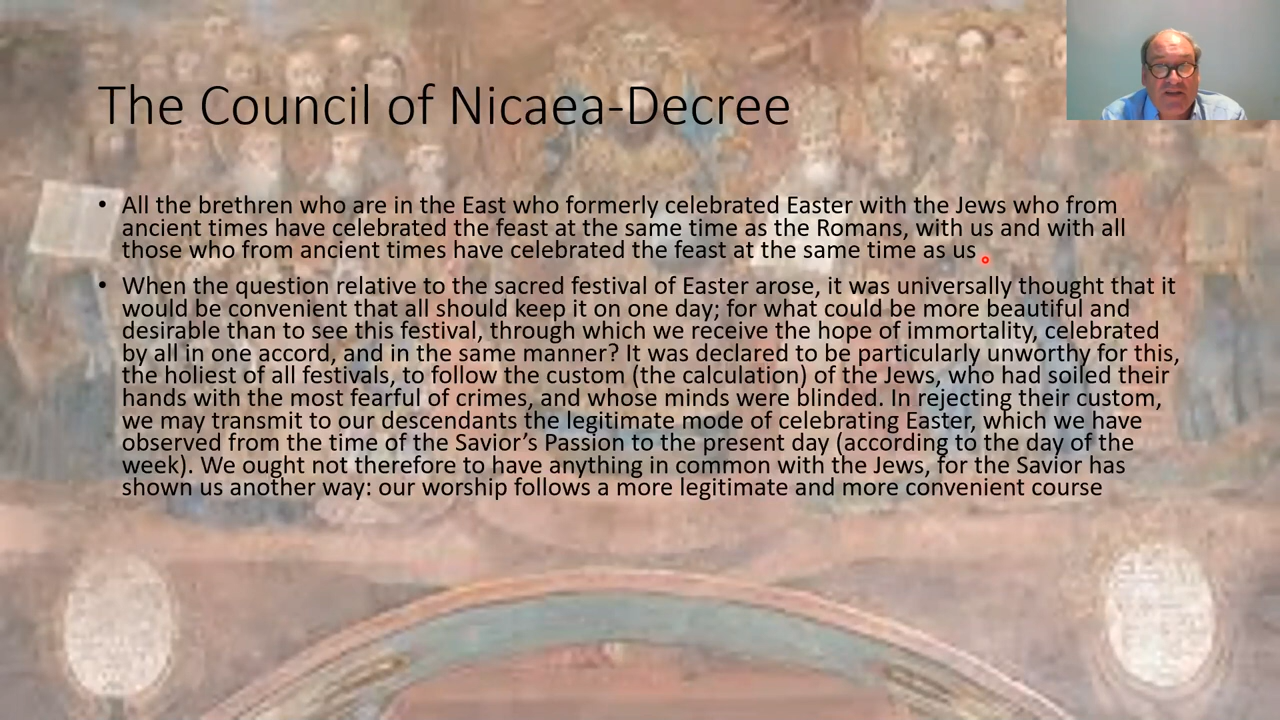 The Council of Nicaea-Decree
• All the brethren who are in the East who formerly celebrated Easter with the Jews who from
ancient times have celebrated the feast at the same time as the Romans, with us and with all
those who from ancient times have celebrated the feast at the same time as us
• When the question relative to the sacred festival of Easter arose, it was universally thought that it
would be convenient that all should keep it on one day; for what could be more beautiful and
desirable than to see this festival, through which we receive the hope of immortality, celebrated
by all in one accord, and in the same manner? It was declared to be particularly unworthy for this,
the holiest of all festivals, to follow the custom (the calculation) of the Jews, who had soiled their
hands with the most fearful of crimes, and whose minds were blinded. In rejecting their custom,
we may transmit to our descendants the legitimate mode of celebrating Easter, which we have
observed from the time of the Savior’s Passion to the present day (according to the day of the
week). We ought not therefore to have anything in common with the Jews, for the Savior has
shown us another way: our worship follows a more legitimate and more convenient course